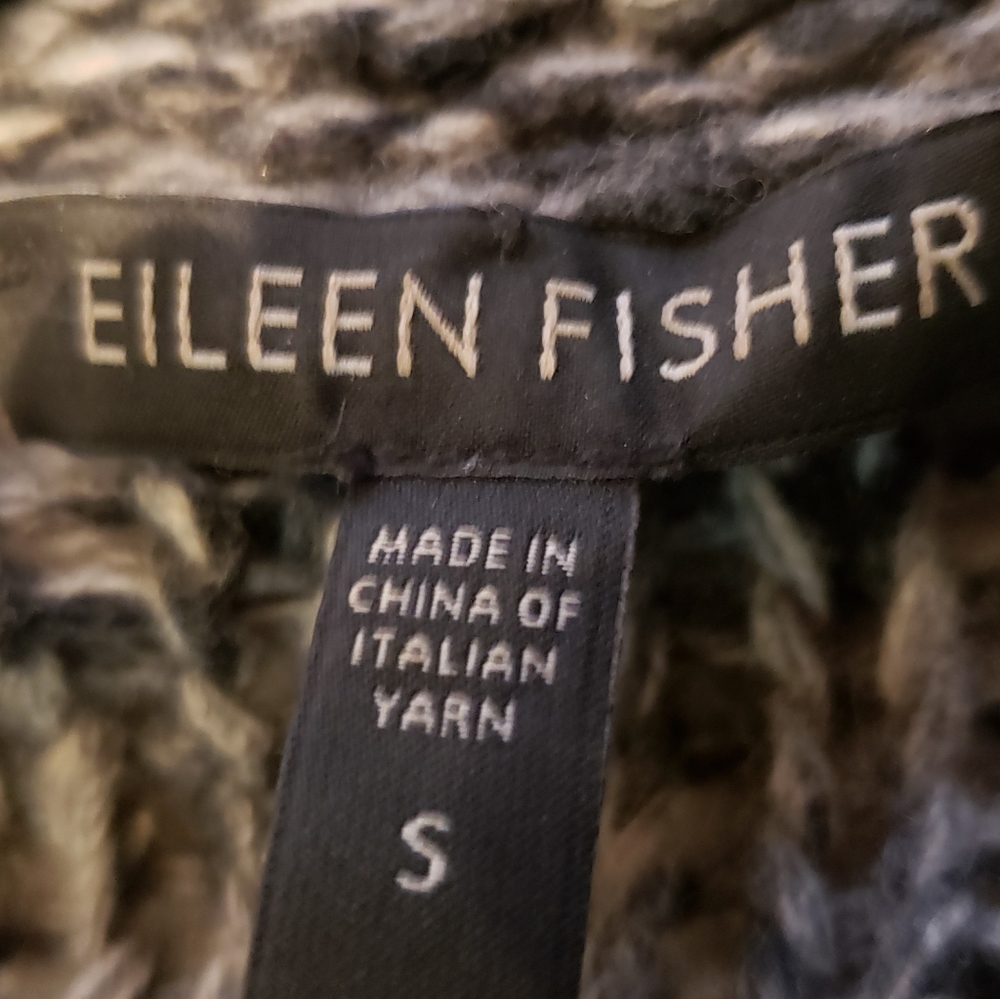 EILEEN FISHER
MADE IN
CHINA OF
ITALIAN
YARN
S